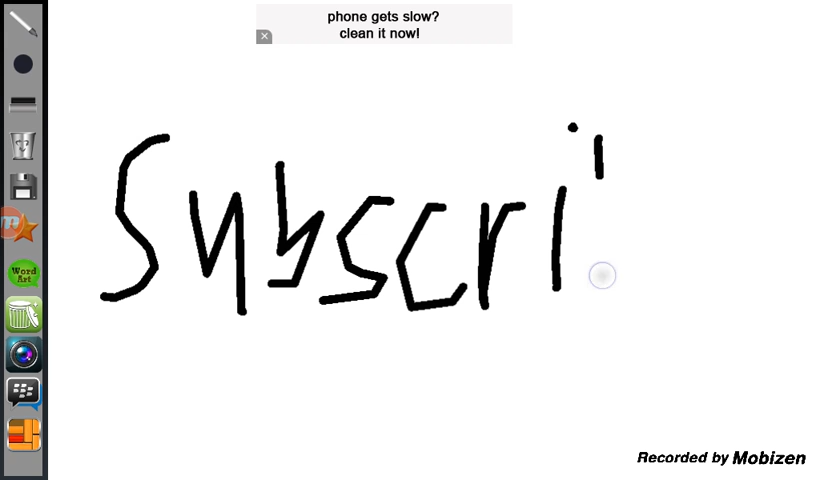 phone gets slow?
clean it now!
Subscri
Word
Art
Recorded by Mobizen